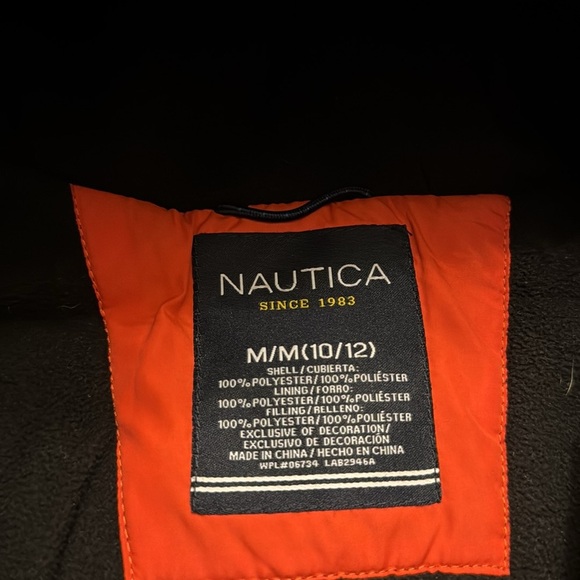 NAUTICA
SINCE 1983
M/M(10/12)
SHELL/CUBIERTA:
100%POLYESTER/100%POLIÉSTER
LINING/FORRO:
100%POLYESTER/100%POLIÉSTER
FILLING/RELLENO:
100%POLYESTER/100%POLIÉSTER
EXCLUSIVE OF DECORATION/
EXCLUSIVO DE DECORACIÓN
MADE IN CHINA/HECHO EN CHINA
WPL#06734 LAB2946A